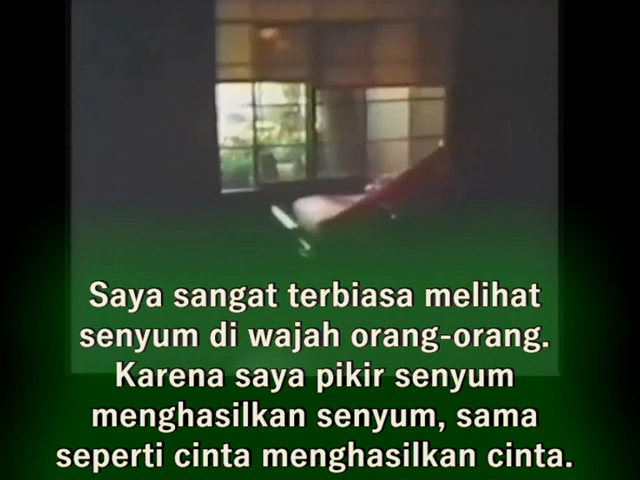 Saya sangat terbiasa melihat
senyum di wajah orang-orang.
Karena saya pikir senyum
menghasilkan senyum, sama
seperti cinta menghasilkan cinta.